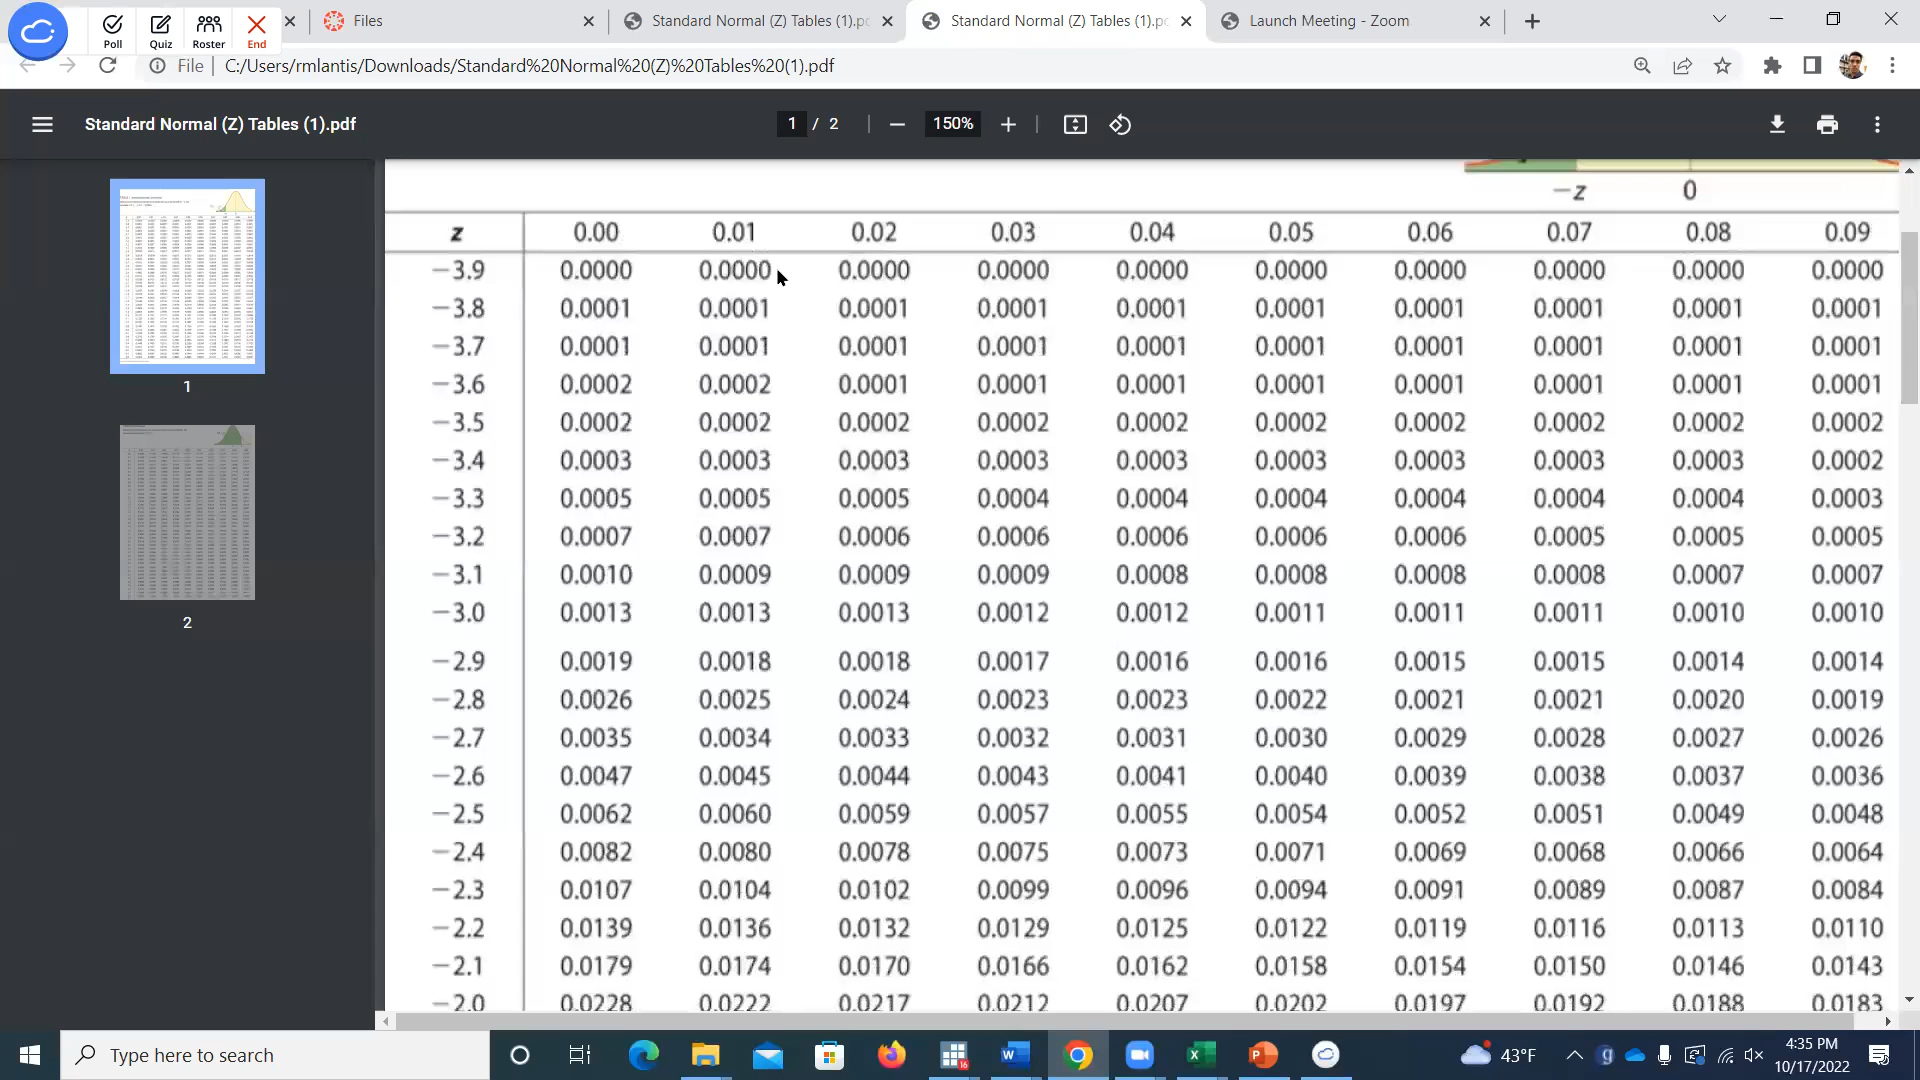 Files
Standard Normal (Z) Tables (1).pd
Standard Normal (Z) Tables (1).pd
Launch Meeting - Zoom
Poll Quiz Roster End
File | C:/Users/rmlantis/Downloads/Standard%20Normal%20(Z)%20Tables%20(1).pdf
Standard Normal (Z) Tables (1).pdf
1 / 2 150%
1
2
−z 0
z 0.00 0.01 0.02 0.03 0.04 0.05 0.06 0.07 0.08 0.09
−3.9 0.0000 0.0000 0.0000 0.0000 0.0000 0.0000 0.0000 0.0000 0.0000 0.0000
−3.8 0.0001 0.0001 0.0001 0.0001 0.0001 0.0001 0.0001 0.0001 0.0001 0.0001
−3.7 0.0001 0.0001 0.0001 0.0001 0.0001 0.0001 0.0001 0.0001 0.0001 0.0001
−3.6 0.0002 0.0002 0.0001 0.0001 0.0001 0.0001 0.0001 0.0001 0.0001 0.0001
−3.5 0.0002 0.0002 0.0002 0.0002 0.0002 0.0002 0.0002 0.0002 0.0002 0.0002
−3.4 0.0003 0.0003 0.0003 0.0003 0.0003 0.0003 0.0003 0.0003 0.0003 0.0002
−3.3 0.0005 0.0005 0.0005 0.0004 0.0004 0.0004 0.0004 0.0004 0.0004 0.0003
−3.2 0.0007 0.0007 0.0006 0.0006 0.0006 0.0006 0.0006 0.0005 0.0005 0.0005
−3.1 0.0010 0.0009 0.0009 0.0009 0.0008 0.0008 0.0008 0.0008 0.0007 0.0007
−3.0 0.0013 0.0013 0.0013 0.0012 0.0012 0.0011 0.0011 0.0011 0.0010 0.0010
−2.9 0.0019 0.0018 0.0018 0.0017 0.0016 0.0016 0.0015 0.0015 0.0014 0.0014
−2.8 0.0026 0.0025 0.0024 0.0023 0.0023 0.0022 0.0021 0.0021 0.0020 0.0019
−2.7 0.0035 0.0034 0.0033 0.0032 0.0031 0.0030 0.0029 0.0028 0.0027 0.0026
−2.6 0.0047 0.0045 0.0044 0.0043 0.0041 0.0040 0.0039 0.0038 0.0037 0.0036
−2.5 0.0062 0.0060 0.0059 0.0057 0.0055 0.0054 0.0052 0.0051 0.0049 0.0048
−2.4 0.0082 0.0080 0.0078 0.0075 0.0073 0.0071 0.0069 0.0068 0.0066 0.0064
−2.3 0.0107 0.0104 0.0102 0.0099 0.0096 0.0094 0.0091 0.0089 0.0087 0.0084
−2.2 0.0139 0.0136 0.0132 0.0129 0.0125 0.0122 0.0119 0.0116 0.0113 0.0110
−2.1 0.0179 0.0174 0.0170 0.0166 0.0162 0.0158 0.0154 0.0150 0.0146 0.0143
−2.0 0.0228 0.0222 0.0217 0.0212 0.0207 0.0202 0.0197 0.0192 0.0188 0.0183
Type here to search
43°F
4:35 PM
10/17/2022